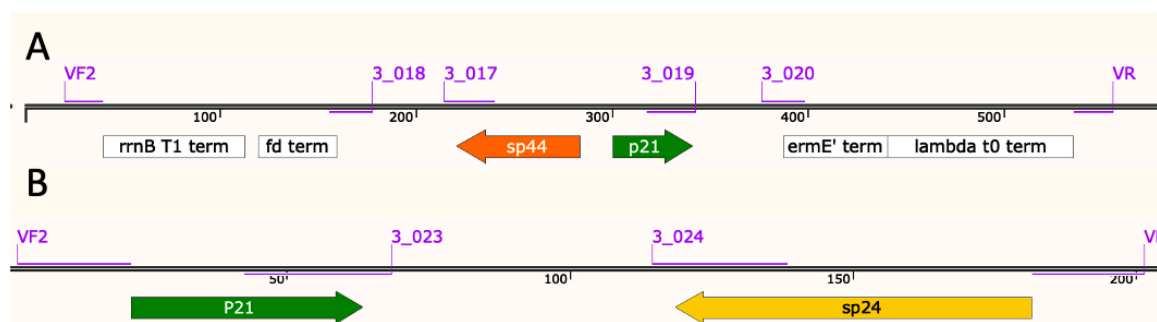 A
VF2 3_018 3_017 3_019 3_020 VR
100 200 300 400 500
rrnB T1 term fd term sp44 p21 ermE' term lambda t0 term
B
VF2 3_023 3_024
50 100 150 200
P21 sp24